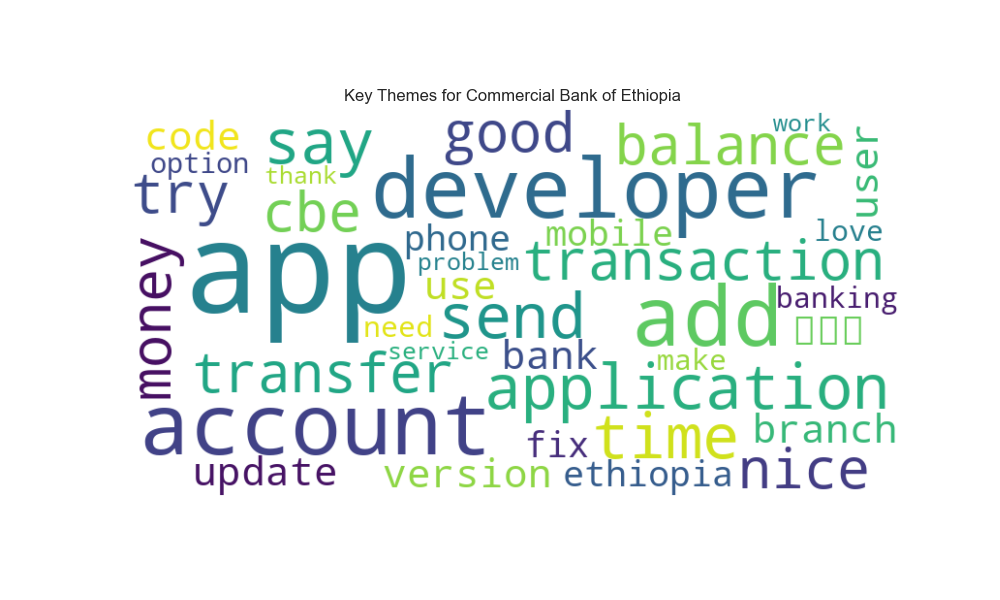 Key Themes for Commercial Bank of Ethiopia
code
say
good
balance
work
option
thank
try
cbe
developer
user
app
phone
mobile
love
problem
transaction
money
use
send
add
banking
need
service
bank
make
transfer
application
account
fix
time
branch
update
version
ethiopia
nice